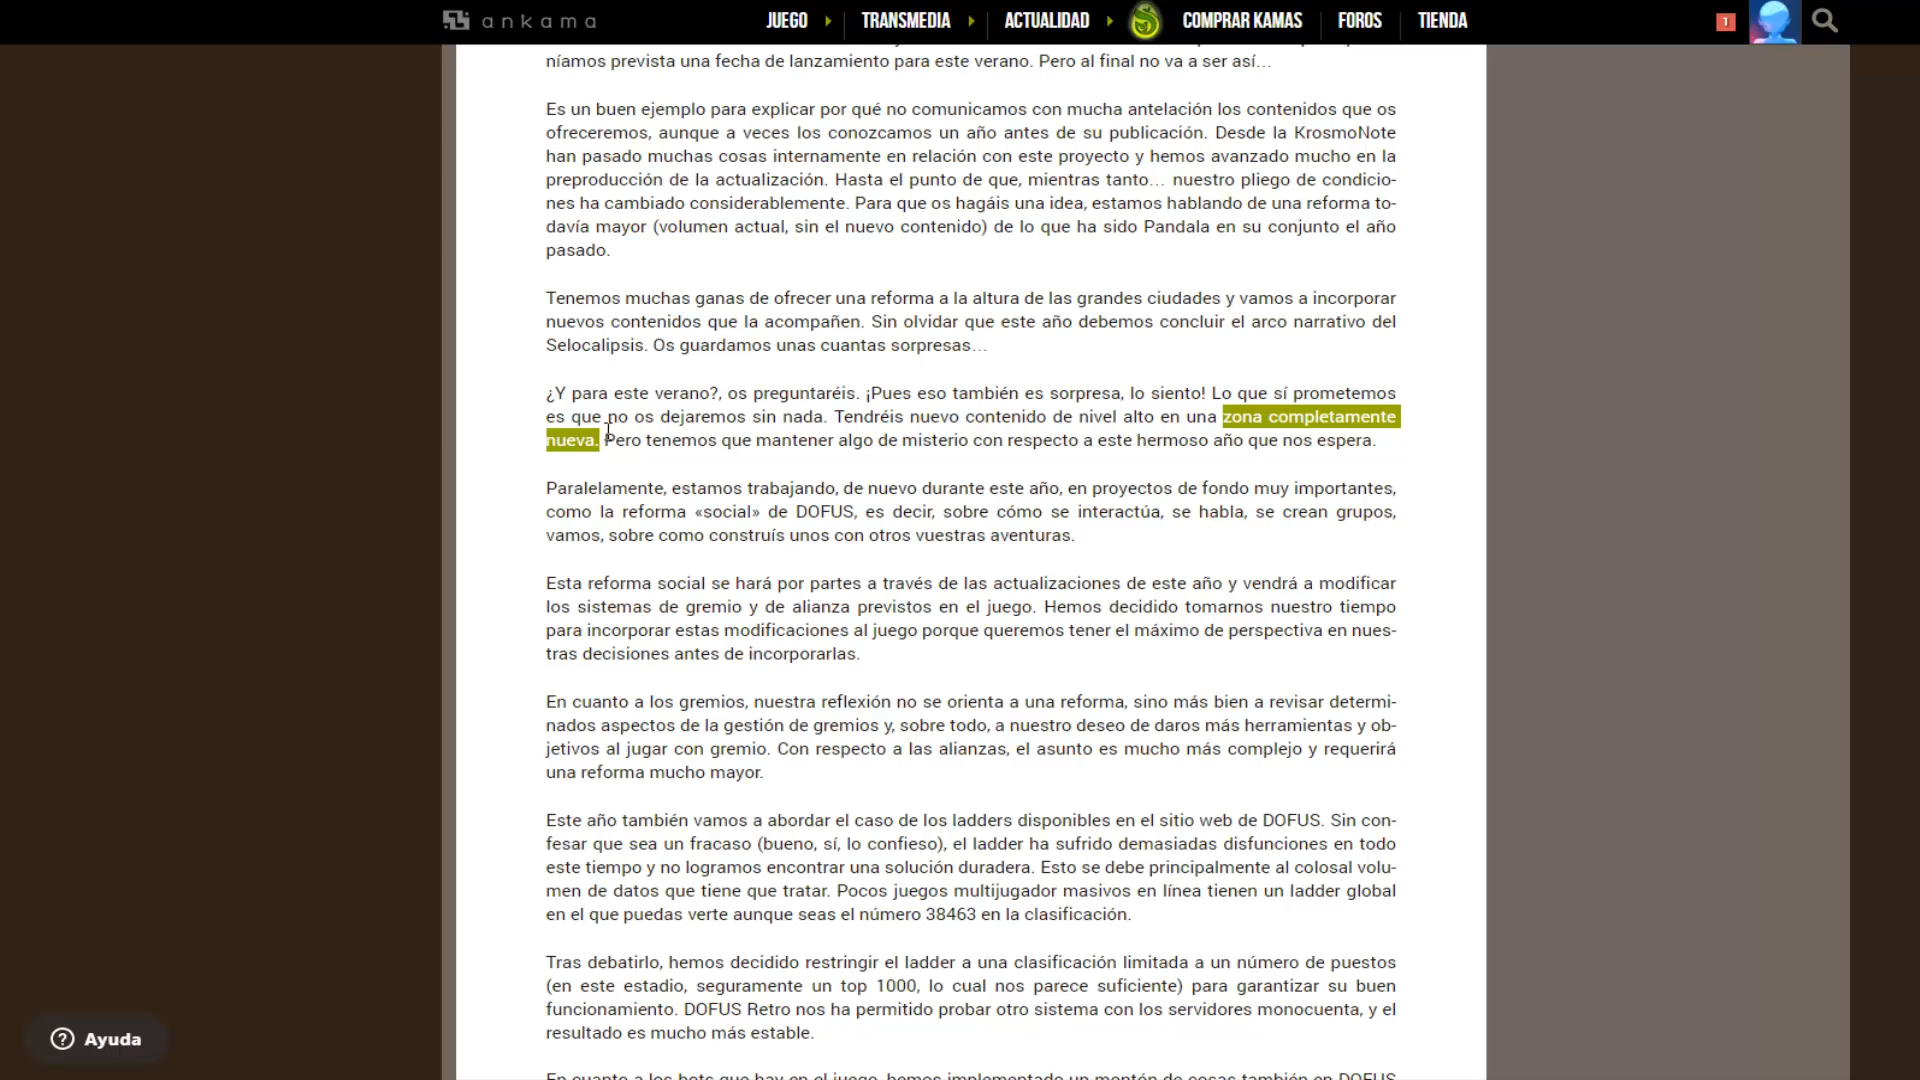 ankama
JUEGO
TRANSMEDIA
ACTUALIDAD
COMPRAR KAMAS
FOROS
TIENDA
1
níamos prevista una fecha de lanzamiento para este verano. Pero al final no va a ser así…
Es un buen ejemplo para explicar por qué no comunicamos con mucha antelación los contenidos que os
ofreceremos, aunque a veces los conozcamos un año antes de su publicación. Desde la KrosmoNote
han pasado muchas cosas internamente en relación con este proyecto y hemos avanzado mucho en la
preproducción de la actualización. Hasta el punto de que, mientras tanto… nuestro pliego de condicio-
nes ha cambiado considerablemente. Para que os hagáis una idea, estamos hablando de una reforma to-
davía mayor (volumen actual, sin el nuevo contenido) de lo que ha sido Pandala en su conjunto el año
pasado.
Tenemos muchas ganas de ofrecer una reforma a la altura de las grandes ciudades y vamos a incorporar
nuevos contenidos que la acompañen. Sin olvidar que este año debemos concluir el arco narrativo del
Selocalipsis. Os guardamos unas cuantas sorpresas…
¿Y para este verano?, os preguntaréis. ¡Pues eso también es sorpresa, lo siento! Lo que sí prometemos
es que no os dejaremos sin nada. Tendréis nuevo contenido de nivel alto en una zona completamente
nueva. Pero tenemos que mantener algo de misterio con respecto a este hermoso año que nos espera.
Paralelamente, estamos trabajando, de nuevo durante este año, en proyectos de fondo muy importantes,
como la reforma «social» de DOFUS, es decir, sobre cómo se interactúa, se habla, se crean grupos,
vamos, sobre como construís unos con otros vuestras aventuras.
Esta reforma social se hará por partes a través de las actualizaciones de este año y vendrá a modificar
los sistemas de gremio y de alianza previstos en el juego. Hemos decidido tomarnos nuestro tiempo
para incorporar estas modificaciones al juego porque queremos tener el máximo de perspectiva en nues-
tras decisiones antes de incorporarlas.
En cuanto a los gremios, nuestra reflexión no se orienta a una reforma, sino más bien a revisar determi-
nados aspectos de la gestión de gremios y, sobre todo, a nuestro deseo de daros más herramientas y ob-
jetivos al jugar con gremio. Con respecto a las alianzas, el asunto es mucho más complejo y requerirá
una reforma mucho mayor.
Este año también vamos a abordar el caso de los ladders disponibles en el sitio web de DOFUS. Sin con-
fesar que sea un fracaso (bueno, sí, lo confieso), el ladder ha sufrido demasiadas disfunciones en todo
este tiempo y no logramos encontrar una solución duradera. Esto se debe principalmente al colosal volu-
men de datos que tiene que tratar. Pocos juegos multijugador masivos en línea tienen un ladder global
en el que puedas verte aunque seas el número 38463 en la clasificación.
Tras debatirlo, hemos decidido restringir el ladder a una clasificación limitada a un número de puestos
(en este estadio, seguramente un top 1000, lo cual nos parece suficiente) para garantizar su buen
funcionamiento. DOFUS Retro nos ha permitido probar otro sistema con los servidores monocuenta, y el
resultado es mucho más estable.
En cuanto a los bots que hay en el juego, hemos implementado un montón de cosas también en DOFUS
Ayuda